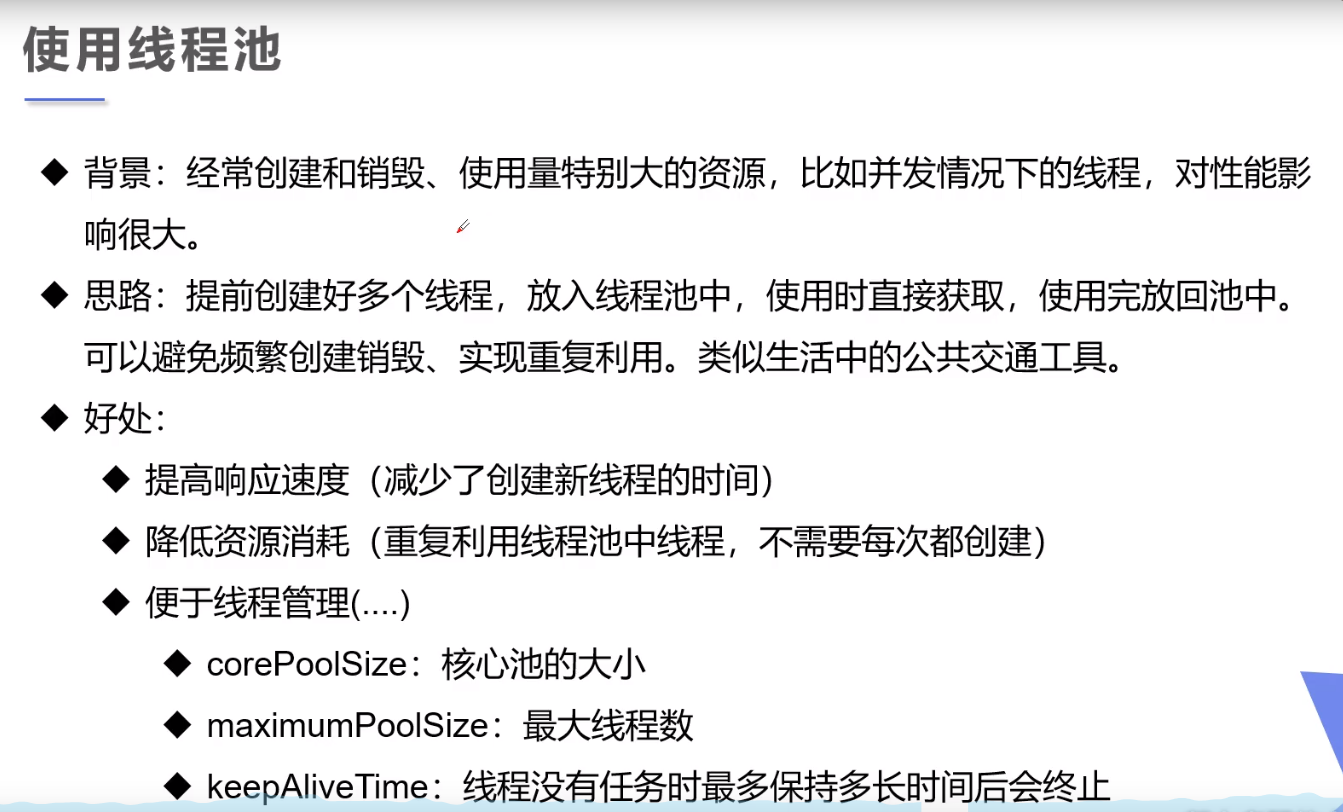 使用线程池
◆ 背景：经常创建和销毁、使用量特别大的资源，比如并发情况下的线程，对性能影
响很大。
◆ 思路：提前创建好多个线程，放入线程池中，使用时直接获取，使用完放回池中。
可以避免频繁创建销毁、实现重复利用。类似生活中的公共交通工具。
◆ 好处：
◆ 提高响应速度（减少了创建新线程的时间）
◆ 降低资源消耗（重复利用线程池中线程，不需要每次都创建）
◆ 便于线程管理(....)
◆ corePoolSize：核心池的大小
◆ maximumPoolSize：最大线程数
◆ keepAliveTime：线程没有任务时最多保持多长时间后会终止